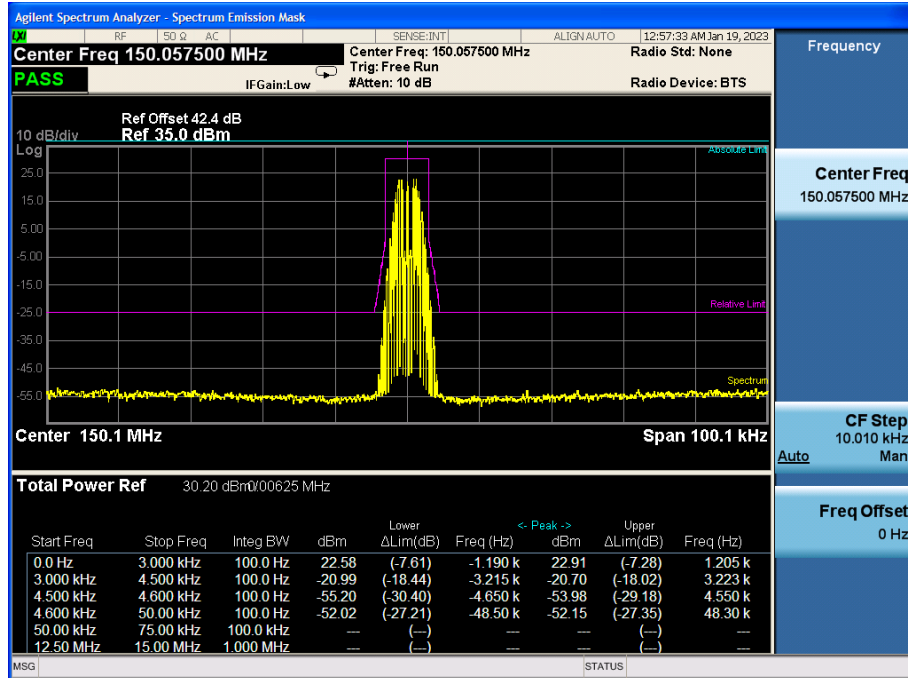 Agilent Spectrum Analyzer - Spectrum Emission Mask
LXI RF 50 Ω AC SENSE:INT ALIGN AUTO 12:57:33 AM Jan 19, 2023
Center Freq 150.057500 MHz
Center Freq: 150.057500 MHz
Radio Std: None
Trig: Free Run
PASS
IFGain:Low
#Atten: 10 dB
Radio Device: BTS
Ref Offset 42.4 dB
10 dB/div Ref 35.0 dBm
Log
Absolute Limit
25.0
15.0
5.00
-5.00
-15.0
Relative Limit
-25.0
-35.0
-45.0
Spectrum
-55.0
Center 150.1 MHz Span 100.1 kHz
Total Power Ref 30.20 dBm/0.00625 MHz
Lower <- Peak -> Upper
Start Freq Stop Freq Integ BW dBm ΔLim(dB) Freq (Hz) dBm ΔLim(dB) Freq (Hz)
0.0 Hz 3.000 kHz 100.0 Hz 22.58 (-7.61) -1.190 k 22.91 (-7.28) 1.205 k
3.000 kHz 4.500 kHz 100.0 Hz -20.99 (-18.44) -3.215 k -20.70 (-18.02) 3.223 k
4.500 kHz 4.600 kHz 100.0 Hz -55.20 (-30.40) -4.650 k -53.98 (-29.18) 4.550 k
4.600 kHz 50.00 kHz 100.0 Hz -52.02 (-27.21) -48.50 k -52.15 (-27.35) 48.30 k
50.00 kHz 75.00 kHz 100.0 kHz --- (---) --- --- (---) ---
12.50 MHz 15.00 MHz 1.000 MHz --- (---) --- --- (---) ---
MSG STATUS
Frequency
Center Freq
150.057500 MHz
CF Step
10.010 kHz
Auto Man
Freq Offset
0 Hz